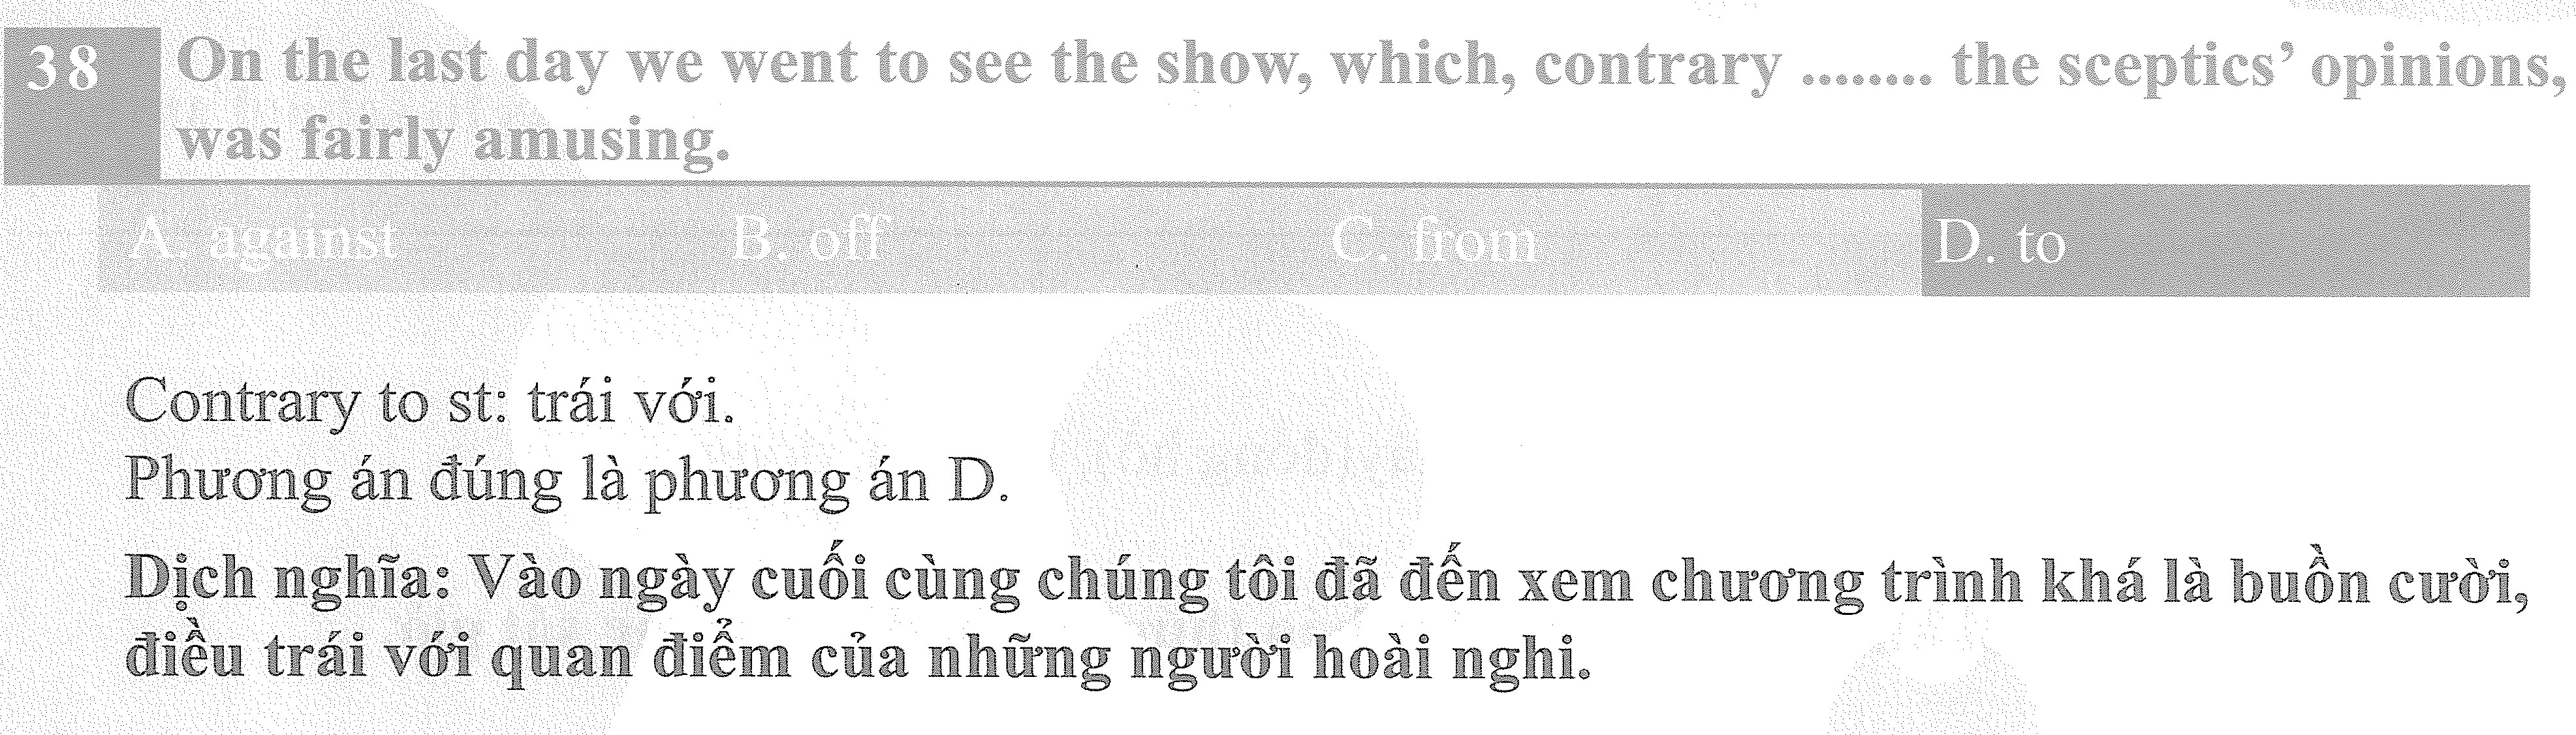 38 On the last day we went to see the show, which, contrary ........ the sceptics’ opinions,
was fairly amusing.
A. against B. off C. from D. to
Contrary to st: trái với.
Phương án đúng là phương án D.
Dịch nghĩa: Vào ngày cuối cùng chúng tôi đã đến xem chương trình khá là buồn cười,
điều trái với quan điểm của những người hoài nghi.